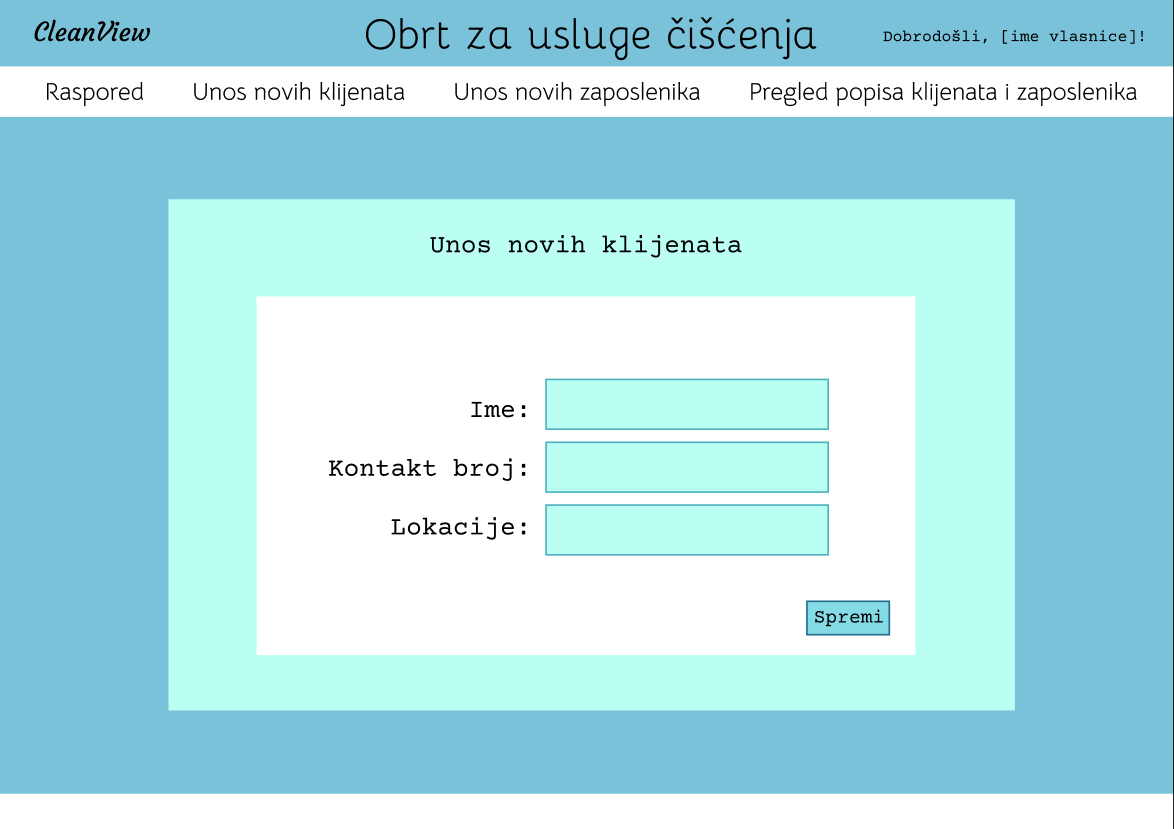 CleanView
Obrt za usluge čišćenja
Dobrodošli, [ime vlasnice]!
Raspored
Unos novih klijenata
Unos novih zaposlenika
Pregled popisa klijenata i zaposlenika
Unos novih klijenata
Ime:
Kontakt broj:
Lokacije:
Spremi